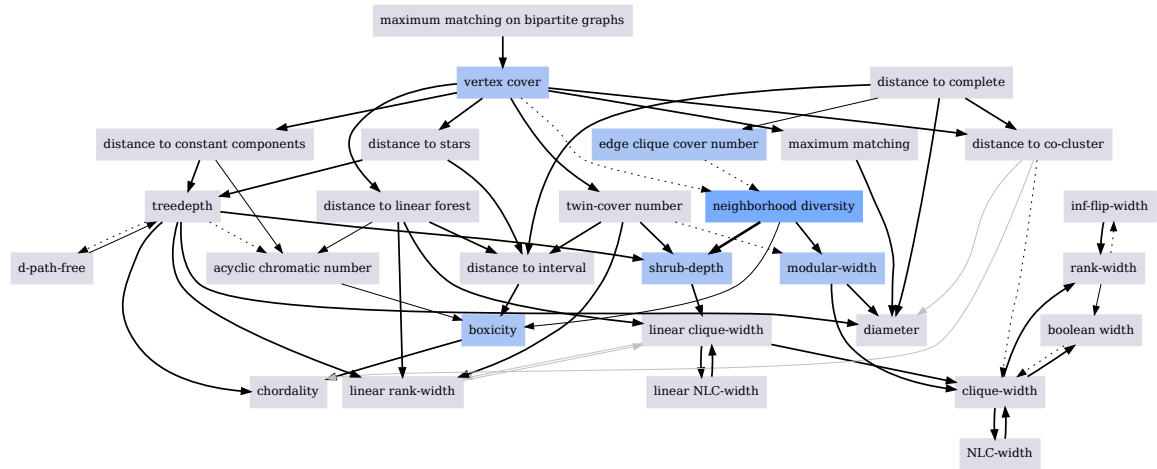 maximum matching on bipartite graphs
vertex cover
distance to complete
distance to constant components
distance to stars
edge clique cover number
maximum matching
distance to co-cluster
treedepth
distance to linear forest
twin-cover number
neighborhood diversity
inf-flip-width
d-path-free
acyclic chromatic number
distance to interval
shrub-depth
modular-width
rank-width
boxicity
linear clique-width
diameter
boolean width
chordality
linear rank-width
linear NLC-width
clique-width
NLC-width